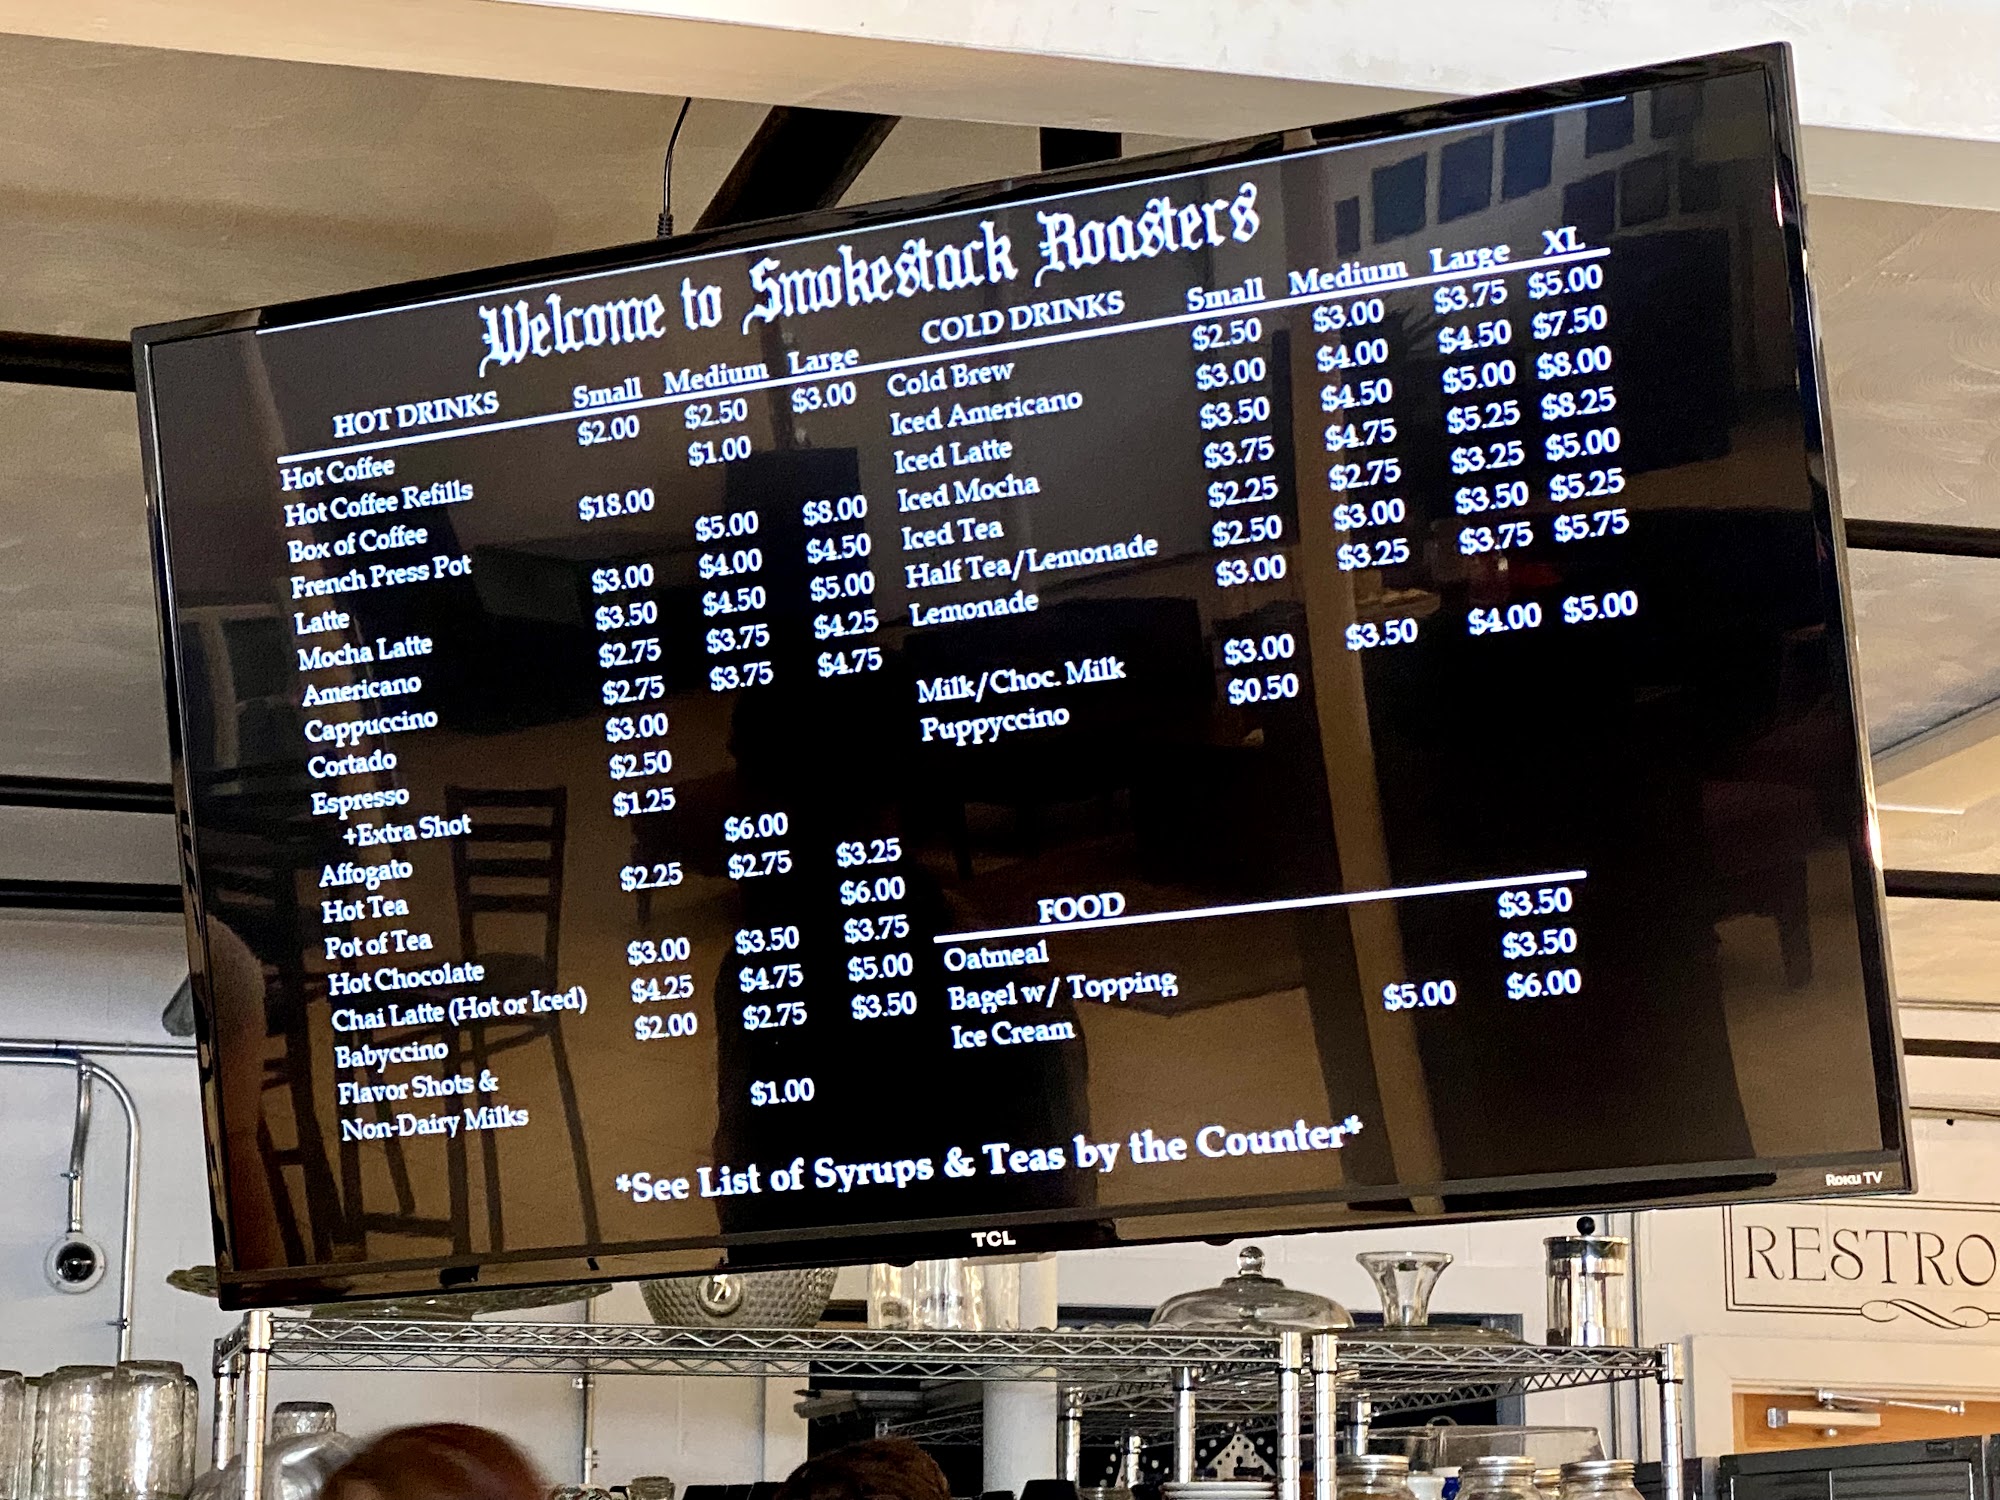 Welcome to Smokestack Roasters
HOT DRINKS Small Medium Large
Hot Coffee $2.00 $2.50 $3.00
Hot Coffee Refills $1.00
Box of Coffee $18.00
French Press Pot $5.00 $8.00
Latte $3.00 $4.00 $4.50
Mocha Latte $3.50 $4.50 $5.00
Americano $2.75 $3.75 $4.25
Cappuccino $2.75 $3.75 $4.75
Cortado $3.00
Espresso $2.50
+Extra Shot $1.25
Affogato $6.00
Hot Tea $2.25 $2.75 $3.25
Pot of Tea $6.00
Hot Chocolate $3.00 $3.50 $3.75
Chai Latte (Hot or Iced) $4.25 $4.75 $5.00
Babyccino $2.00 $2.75 $3.50
Flavor Shots &
Non-Dairy Milks $1.00
COLD DRINKS Small Medium Large XL
Cold Brew $2.50 $3.00 $3.75 $5.00
Iced Americano $3.00 $4.00 $4.50 $7.50
Iced Latte $3.50 $4.50 $5.00 $8.00
Iced Mocha $3.75 $4.75 $5.25 $8.25
Iced Tea $2.25 $2.75 $3.25 $5.00
Half Tea/Lemonade $2.50 $3.00 $3.50 $5.25
Lemonade $3.00 $3.25 $3.75 $5.75
Milk/Choc. Milk $3.00 $3.50 $4.00 $5.00
Puppyccino $0.50
FOOD
Oatmeal $3.50
Bagel w/ Topping $3.50
Ice Cream $5.00 $6.00
*See List of Syrups & Teas by the Counter*
TCL
Roku TV
RESTRO